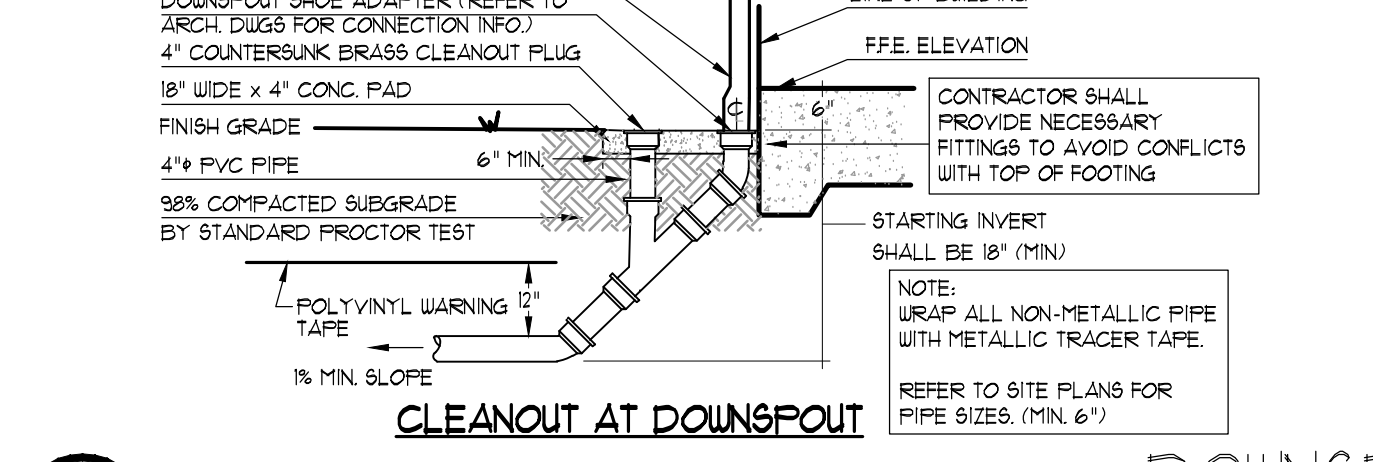 DOWNSPOUT SHOE ADAPTER (REFER TO
ARCH. DWGS FOR CONNECTION INFO.)
4" COUNTERSUNK BRASS CLEANOUT PLUG
18" WIDE x 4" CONC. PAD
FINISH GRADE
6" MIN.
4"φ PVC PIPE
98% COMPACTED SUBGRADE
BY STANDARD PROCTOR TEST
POLYVINYL WARNING
TAPE
12"
1% MIN. SLOPE
LINE OF BUILDING
F.F.E. ELEVATION
℄
6"
CONTRACTOR SHALL
PROVIDE NECESSARY
FITTINGS TO AVOID CONFLICTS
WITH TOP OF FOOTING
STARTING INVERT
SHALL BE 18" (MIN)
NOTE:
WRAP ALL NON-METALLIC PIPE
WITH METALLIC TRACER TAPE.
REFER TO SITE PLANS FOR
PIPE SIZES. (MIN. 6")
CLEANOUT AT DOWNSPOUT